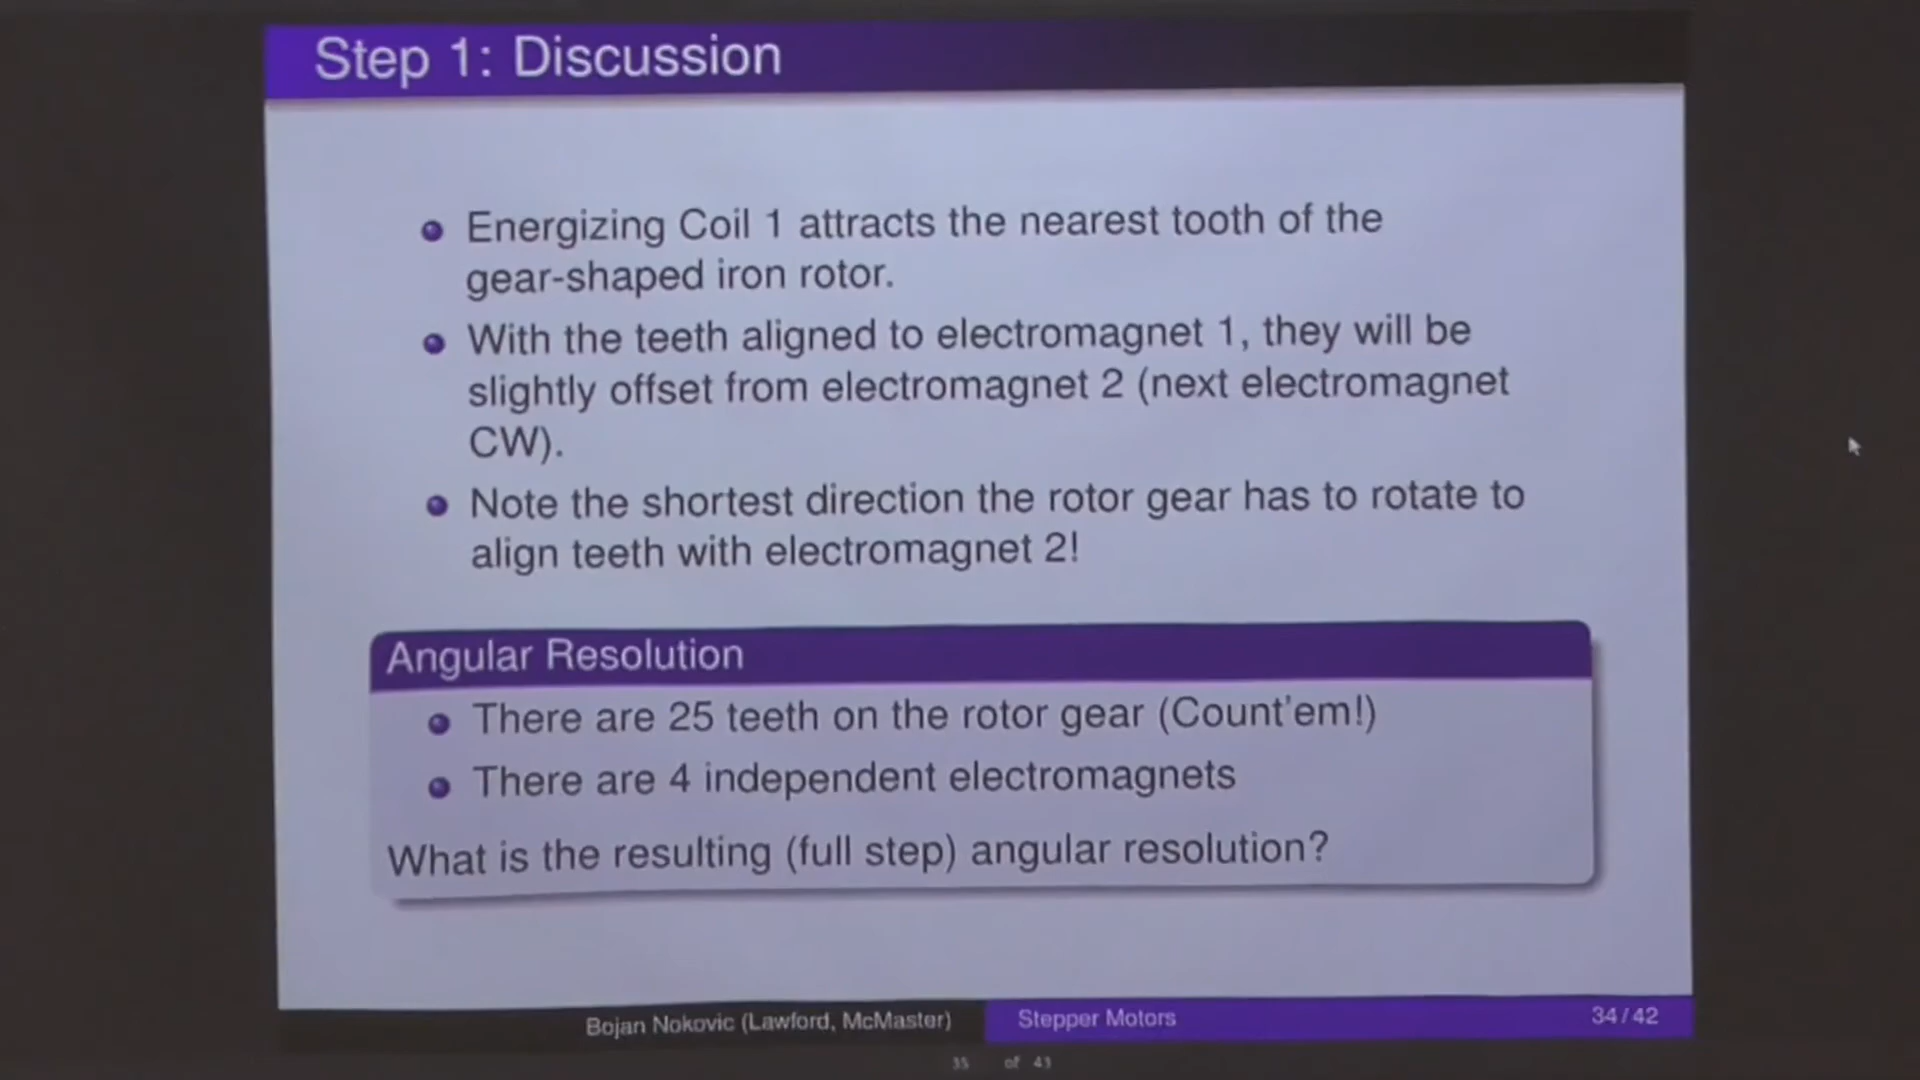 Step 1: Discussion
Energizing Coil 1 attracts the nearest tooth of the
gear-shaped iron rotor.
With the teeth aligned to electromagnet 1, they will be
slightly offset from electromagnet 2 (next electromagnet
CW).
Note the shortest direction the rotor gear has to rotate to
align teeth with electromagnet 2!
Angular Resolution
There are 25 teeth on the rotor gear (Count'em!)
There are 4 independent electromagnets
What is the resulting (full step) angular resolution?
Bojan Nokovic (Lawford, McMaster) Stepper Motors 34/42
35 of 43